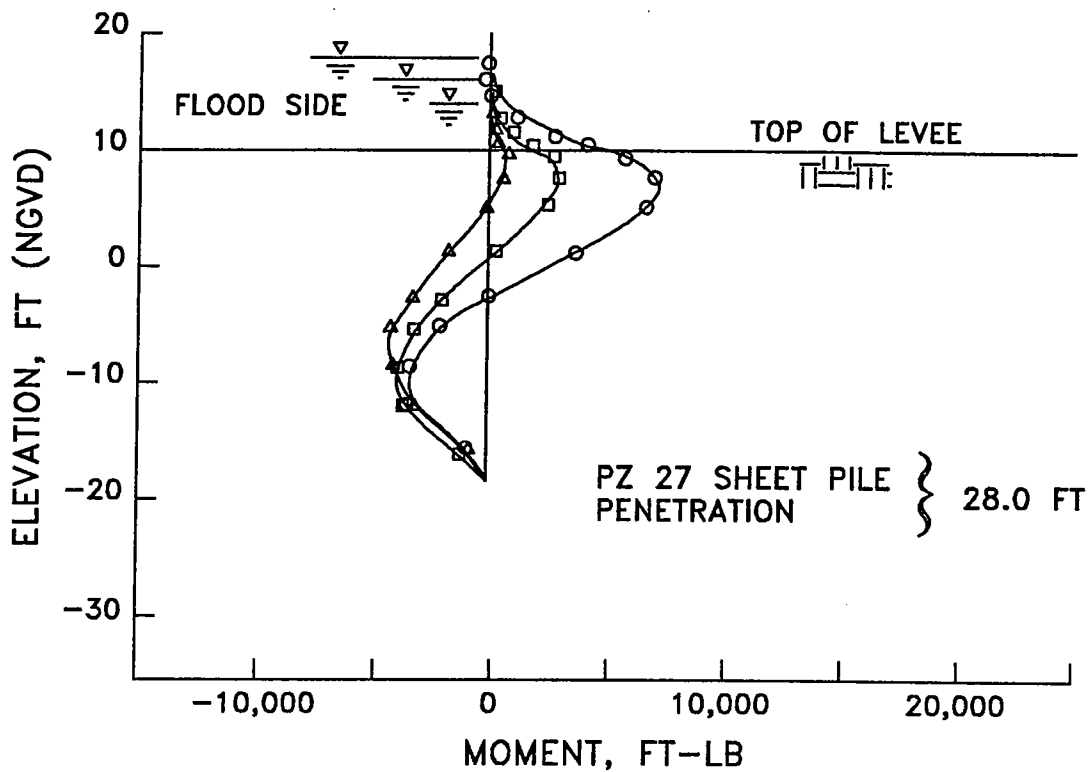 20
FLOOD SIDE
TOP OF LEVEE
10
0
-10
-20
-30
ELEVATION, FT (NGVD)
PZ 27 SHEET PILE
PENETRATION
28.0 FT
-10,000
0
10,000
20,000
MOMENT, FT-LB